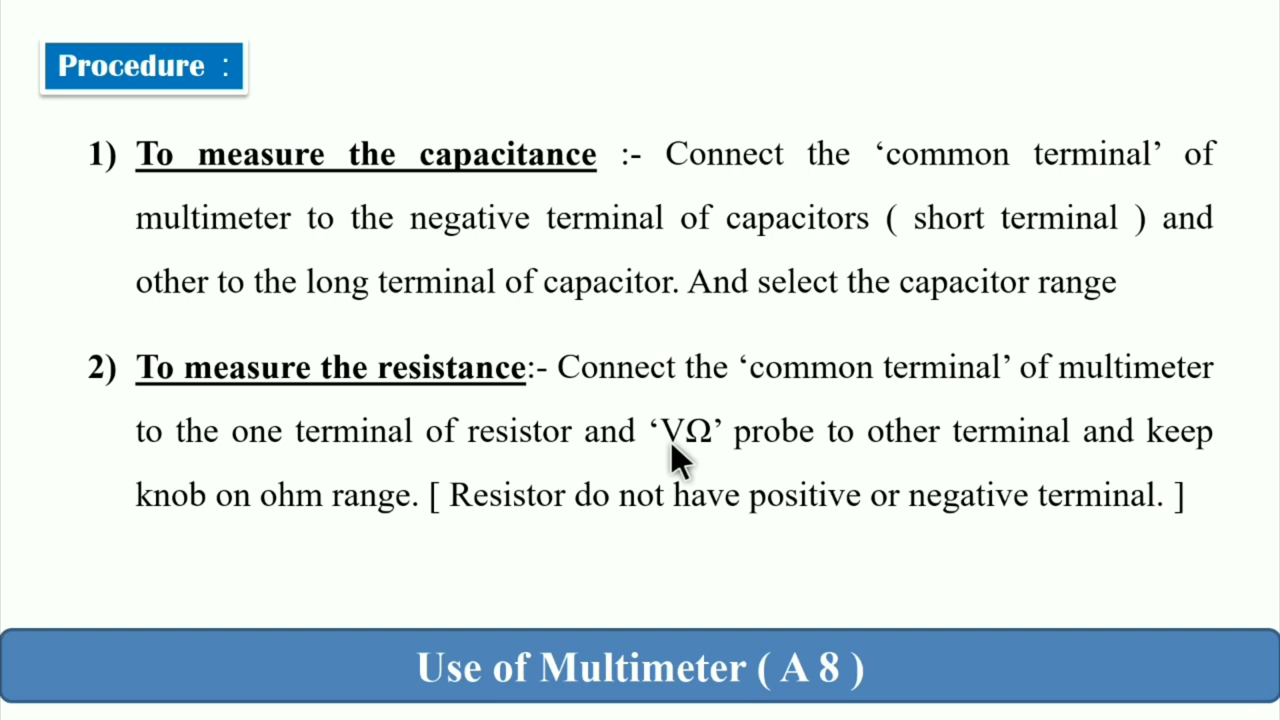 Procedure :
1) To measure the capacitance :- Connect the ‘common terminal’ of
multimeter to the negative terminal of capacitors ( short terminal ) and
other to the long terminal of capacitor. And select the capacitor range
2) To measure the resistance:- Connect the ‘common terminal’ of multimeter
to the one terminal of resistor and ‘VΩ’ probe to other terminal and keep
knob on ohm range. [ Resistor do not have positive or negative terminal. ]
Use of Multimeter ( A 8 )